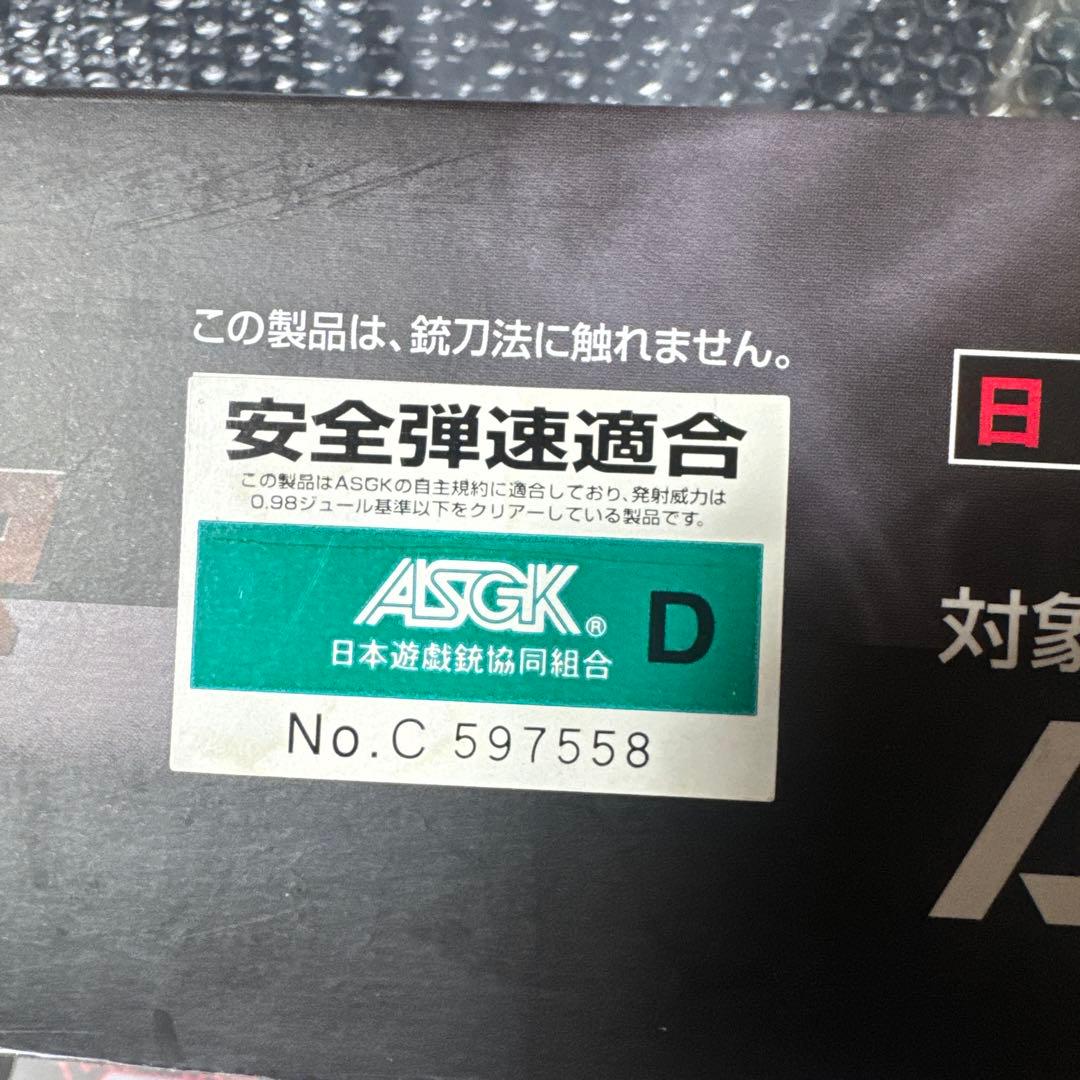 この製品は、銃刀法に触れません。
安全弾速適合
この製品はASGKの自主規約に適合しており、発射威力は
0.98ジュール基準以下をクリアーしている製品です。
ASGK®
D
日本遊戯銃協同組合
No.C 597558
日
対象